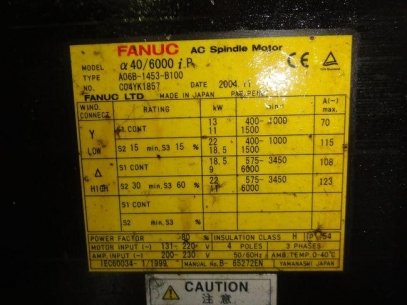 FANUC AC Spindle Motor
MODEL α 40/6000 i P
TYPE A06B-1453-B100
NO. C04YK1857 DATE 2004.
FANUC LTD MADE IN JAPAN
WIND. CONNECT RATING kW A(~) max
Y LOW S1 CONT 13 400- 1000 70
11 1500
S2 15 min, S3 15 % 22 400- 1000 115
18.5 1500
Δ HIGH S1 CONT 18.5 575- 3450 108
9 6000
S2 30 min, S3 60 % 22 575- 3450 123
11 6000
S1 CONT
S2 min, S3 %
POWER FACTOR 80 % INSULATION CLASS H IP 54
MOTOR INPUT (~) 131- 220 V 4 POLES 3 PHASES
AMP. INPUT (~) 200- 230 V 50/60Hz AMB.TEMP. 0-40°C
IEC60034- 1/1999 MANUAL No. B- 65272EN YAMANASHI JAPAN
CAUTION
注意